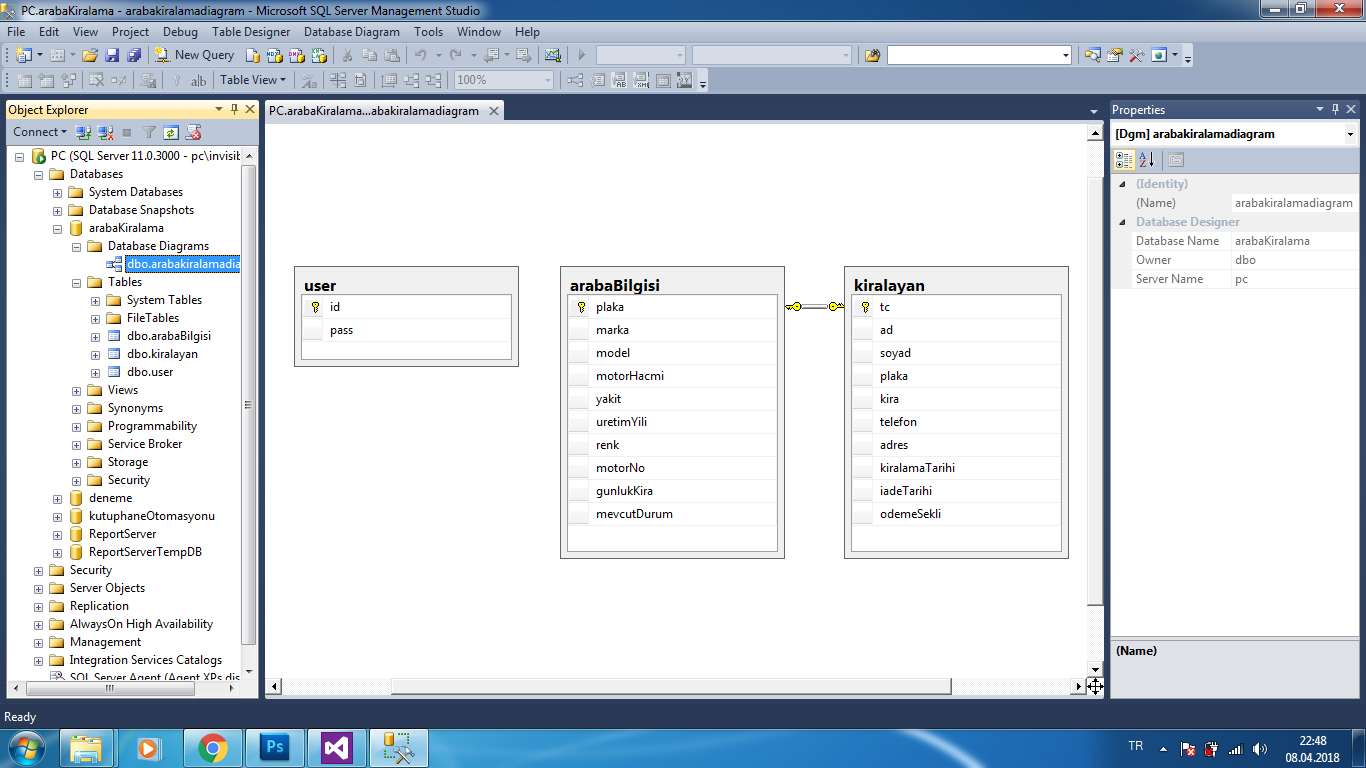 PC.arabaKiralama - arabakiralamadiagram - Microsoft SQL Server Management Studio
File Edit View Project Debug Table Designer Database Diagram Tools Window Help
New Query
Table View 100%
Object Explorer
Connect
PC (SQL Server 11.0.3000 - pc\invisib
Databases
System Databases
Database Snapshots
arabaKiralama
Database Diagrams
dbo.arabakiralamadia
Tables
System Tables
FileTables
dbo.arabaBilgisi
dbo.kiralayan
dbo.user
Views
Synonyms
Programmability
Service Broker
Storage
Security
deneme
kutuphaneOtomasyonu
ReportServer
ReportServerTempDB
Security
Server Objects
Replication
AlwaysOn High Availability
Management
Integration Services Catalogs
SQL Server Agent (Agent XPs dis
PC.arabaKiralama...abakiralamadiagram
user
id
pass
arabaBilgisi
plaka
marka
model
motorHacmi
yakit
uretimYili
renk
motorNo
gunlukKira
mevcutDurum
kiralayan
tc
ad
soyad
plaka
kira
telefon
adres
kiralamaTarihi
iadeTarihi
odemeSekli
Properties
[Dgm] arabakiralamadiagram
(Identity)
(Name) arabakiralamadiagram
Database Designer
Database Name arabaKiralama
Owner dbo
Server Name pc
(Name)
Ready
Ps
TR
22:48
08.04.2018